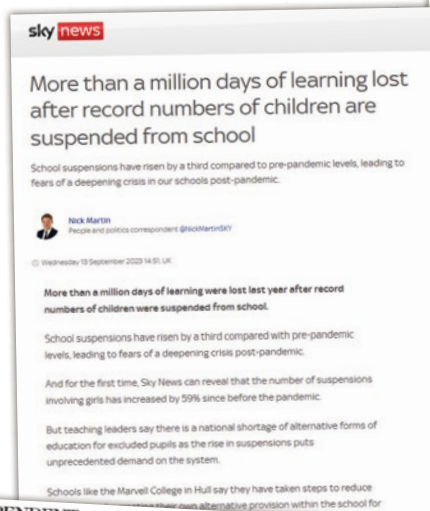 sky news
More than a million days of learning lost
after record numbers of children are
suspended from school
School suspensions have risen by a third compared to pre-pandemic levels, leading to
fears of a deepening crisis in our schools post-pandemic.
Nick Martin
People and politics correspondent @NickMartinSKY
Wednesday 13 September 2023 14:51, UK
More than a million days of learning were lost last year after record
numbers of children were suspended from school.
School suspensions have risen by a third compared with pre-pandemic
levels, leading to fears of a deepening crisis post-pandemic.
And for the first time, Sky News can reveal that the number of suspensions
involving girls has increased by 59% since before the pandemic.
But teaching leaders say there is a national shortage of alternative forms of
education for excluded pupils as the rise in suspensions puts
unprecedented demand on the system.
Schools like the Marvell College in Hull say they have taken steps to reduce
their own alternative provision within the school for